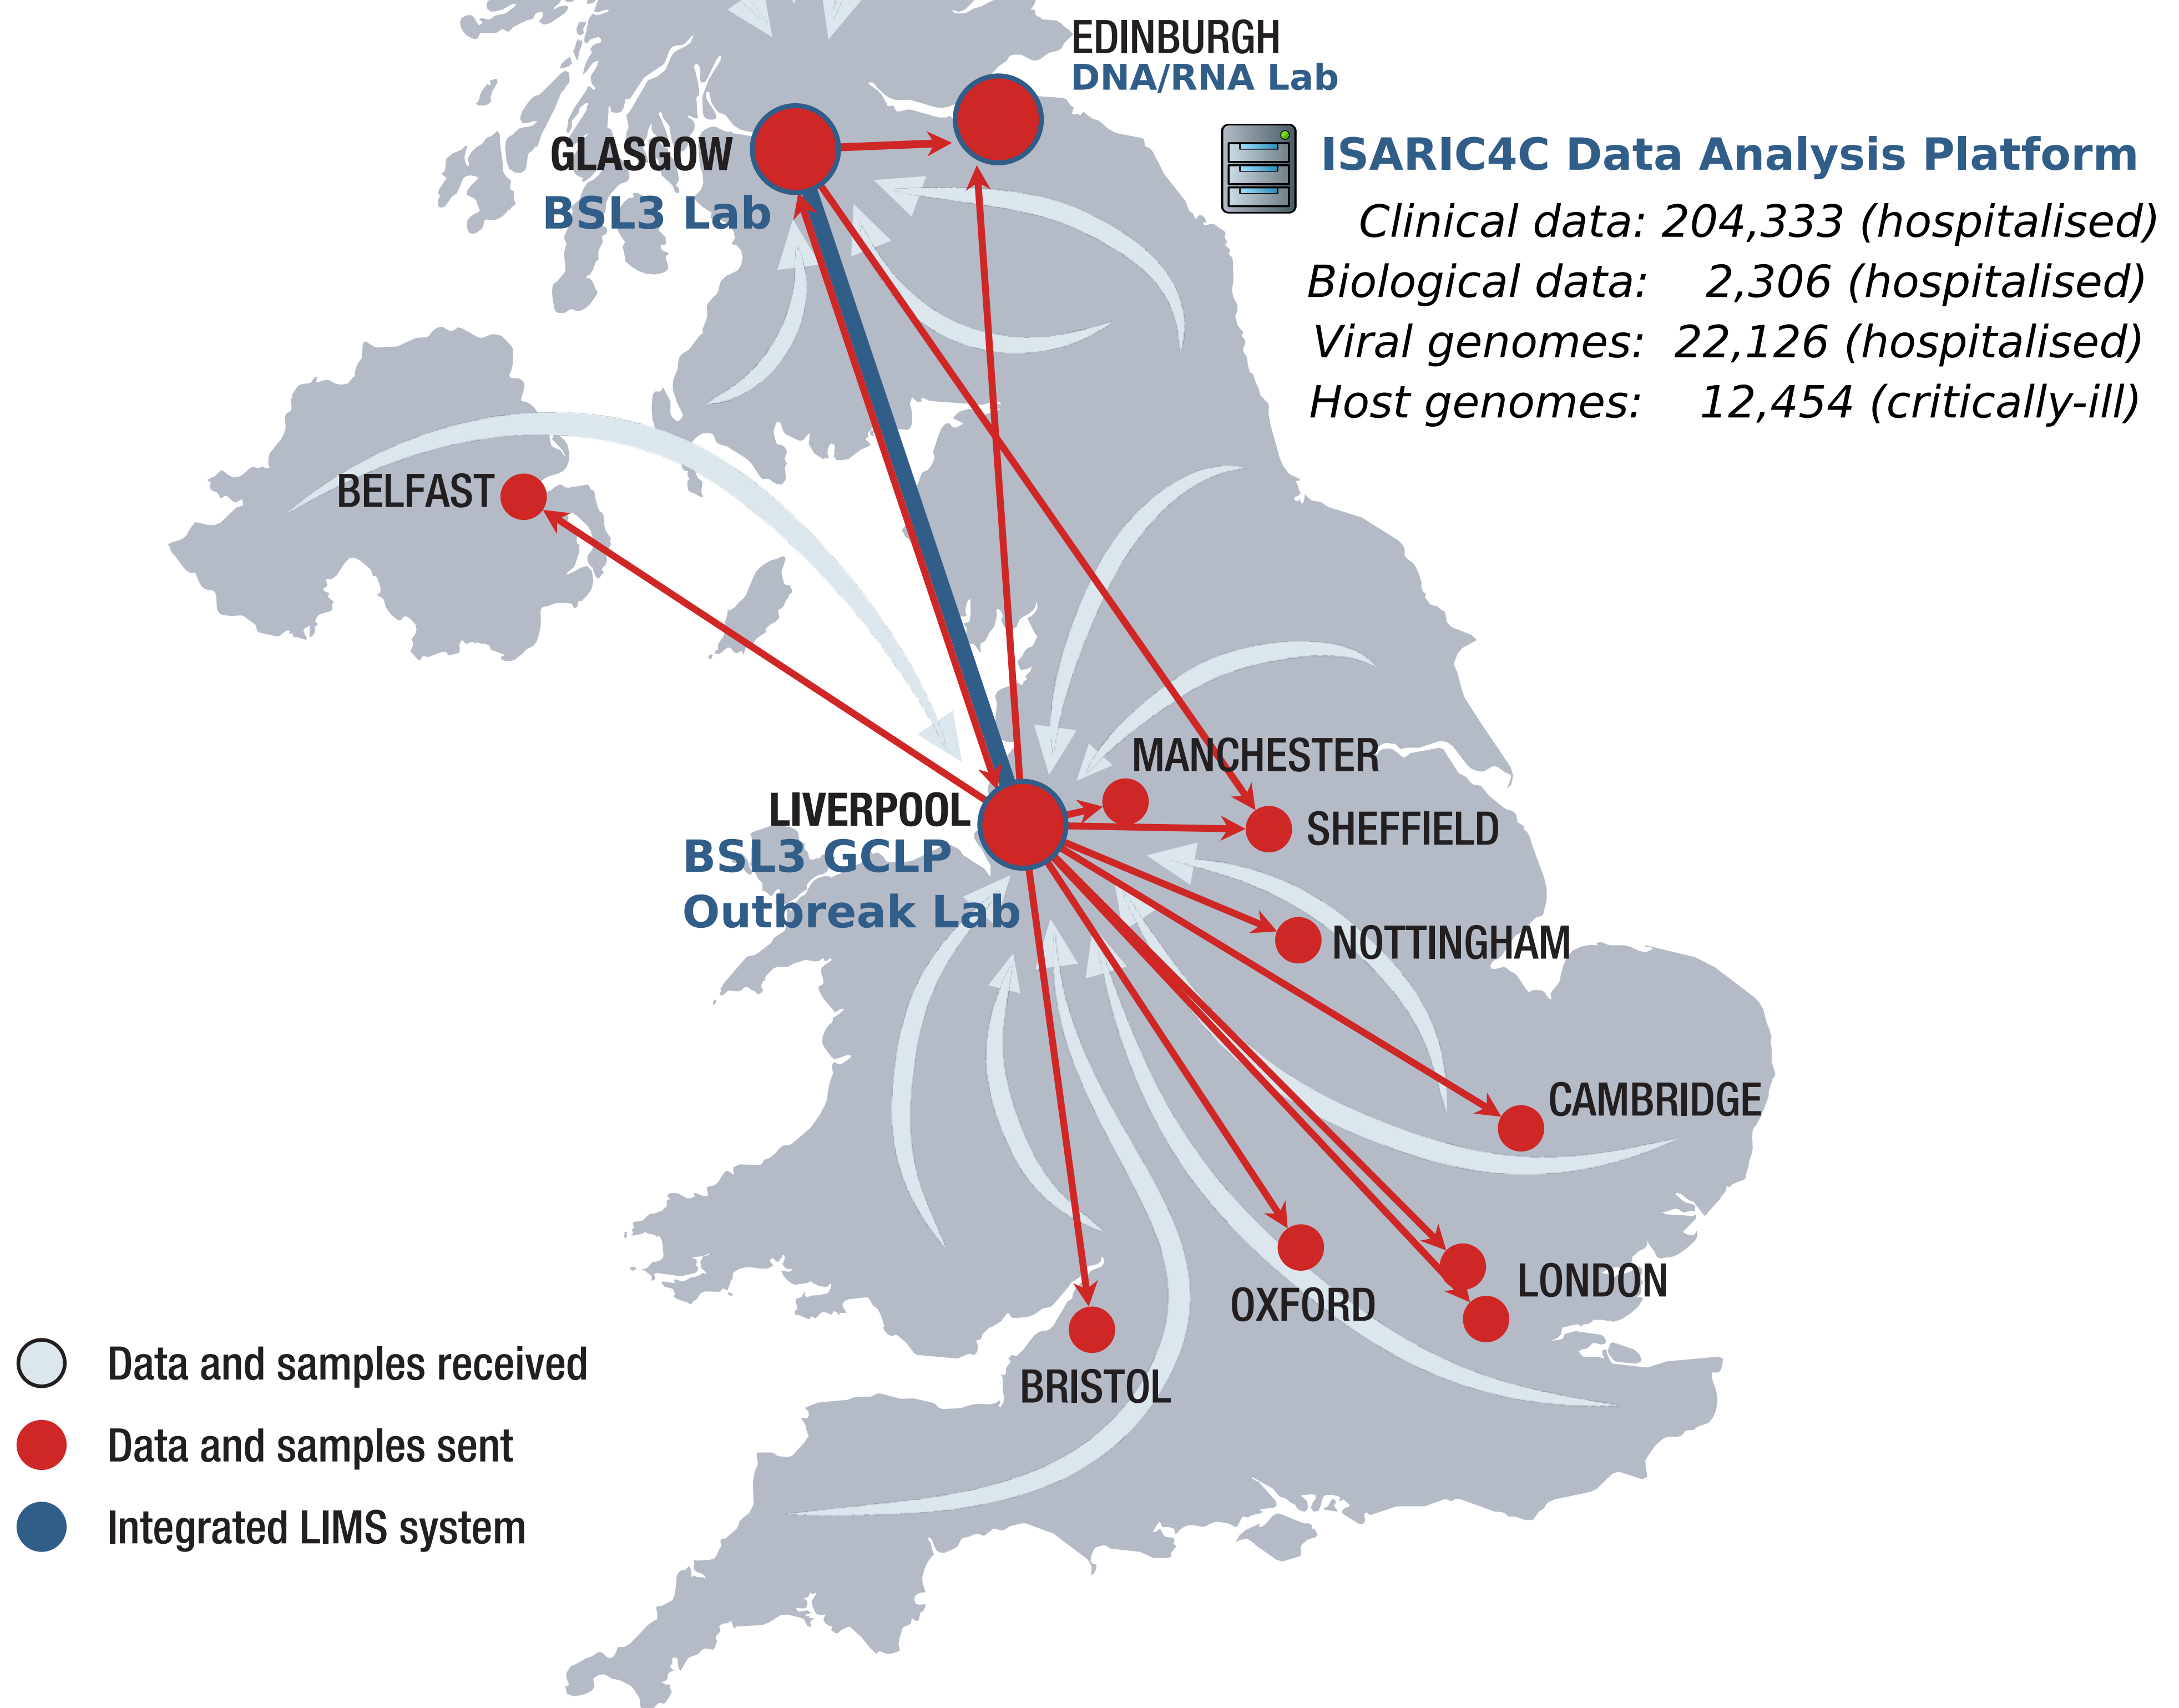 EDINBURGH
DNA/RNA Lab
GLASGOW
BSL3 Lab
ISARIC4C Data Analysis Platform
Clinical data: 204,333 (hospitalised)
Biological data: 2,306 (hospitalised)
Viral genomes: 22,126 (hospitalised)
Host genomes: 12,454 (critically-ill)
BELFAST
MANCHESTER
LIVERPOOL
BSL3 GCLP
Outbreak Lab
SHEFFIELD
NOTTINGHAM
CAMBRIDGE
LONDON
OXFORD
BRISTOL
Data and samples received
Data and samples sent
Integrated LIMS system